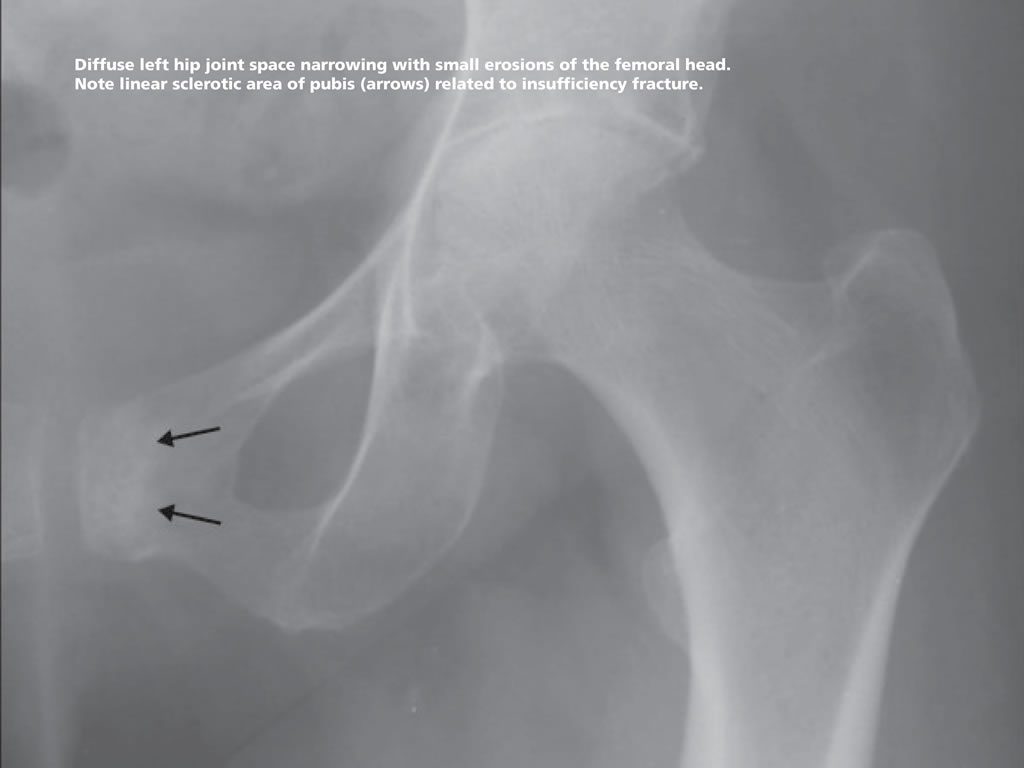 Diffuse left hip joint space narrowing with small erosions of the femoral head.
Note linear sclerotic area of pubis (arrows) related to insufficiency fracture.